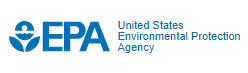 EPA
United States
Environmental Protection
Agency